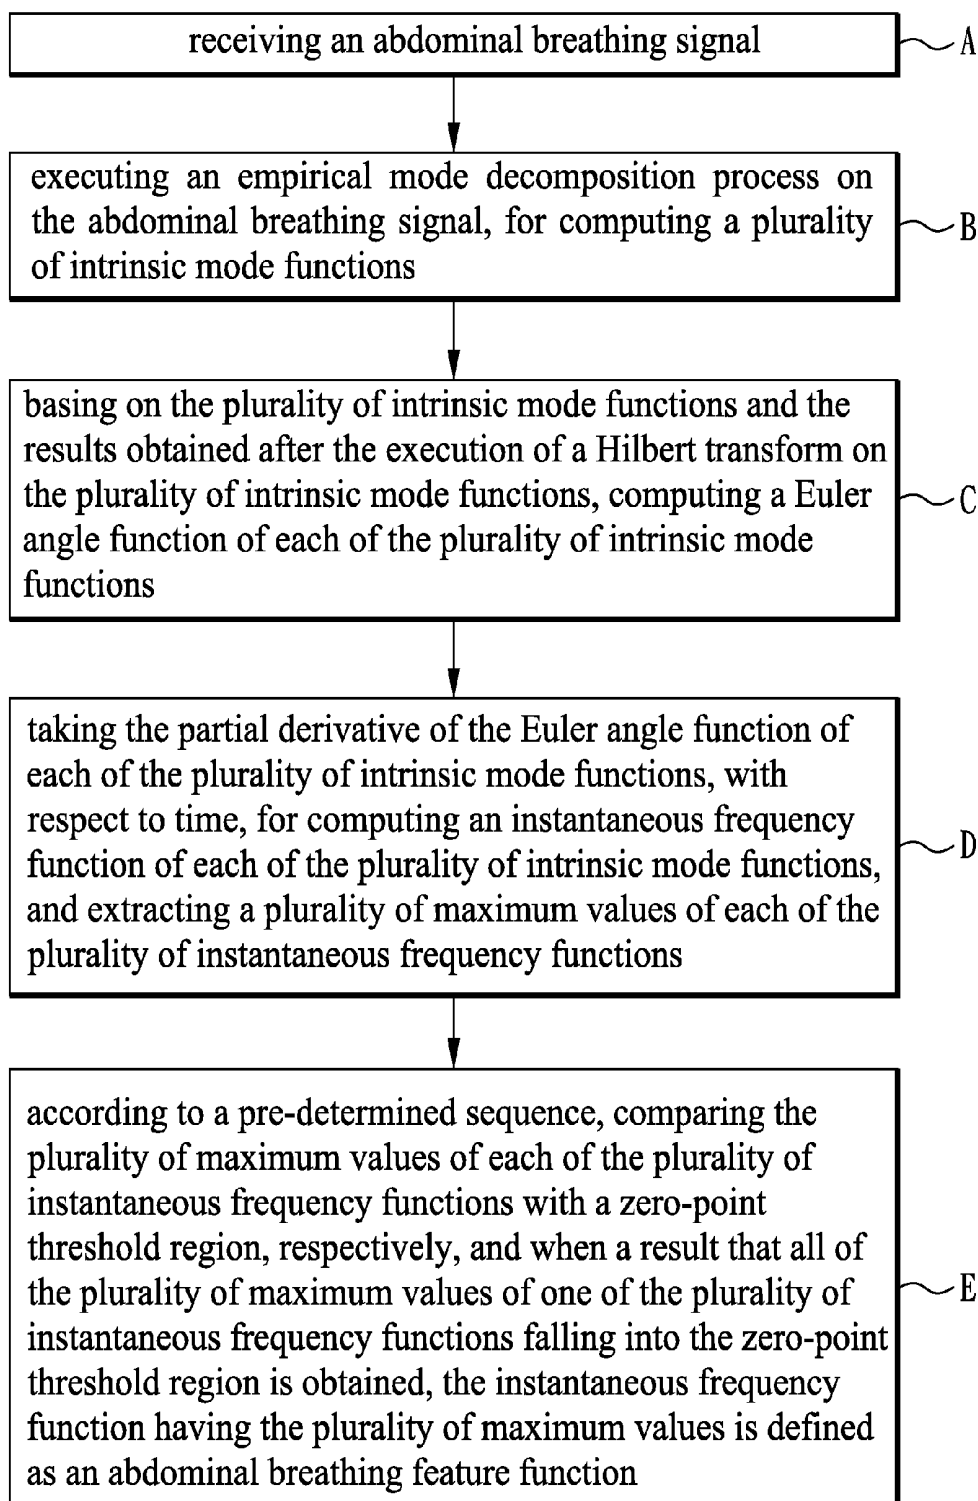 receiving an abdominal breathing signal
A
executing an empirical mode decomposition process on
the abdominal breathing signal, for computing a plurality
of intrinsic mode functions
B
basing on the plurality of intrinsic mode functions and the
results obtained after the execution of a Hilbert transform on
the plurality of intrinsic mode functions, computing a Euler
angle function of each of the plurality of intrinsic mode
functions
C
taking the partial derivative of the Euler angle function of
each of the plurality of intrinsic mode functions, with
respect to time, for computing an instantaneous frequency
function of each of the plurality of intrinsic mode functions,
and extracting a plurality of maximum values of each of the
plurality of instantaneous frequency functions
D
according to a pre-determined sequence, comparing the
plurality of maximum values of each of the plurality of
instantaneous frequency functions with a zero-point
threshold region, respectively, and when a result that all of
the plurality of maximum values of one of the plurality of
instantaneous frequency functions falling into the zero-point
threshold region is obtained, the instantaneous frequency
function having the plurality of maximum values is defined
as an abdominal breathing feature function
E